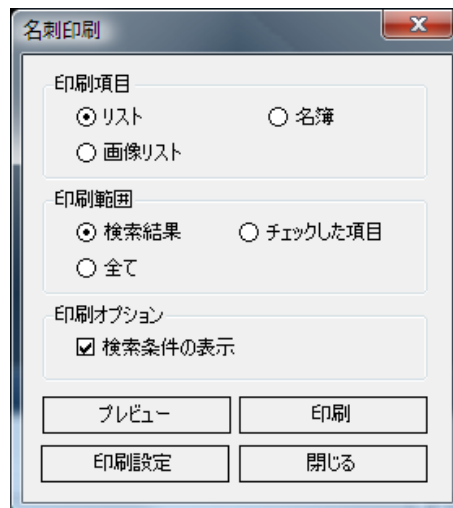 名刺印刷
印刷項目
リスト 名簿
画像リスト
印刷範囲
検索結果 チェックした項目
全て
印刷オプション
検索条件の表示
プレビュー 印刷
印刷設定 閉じる